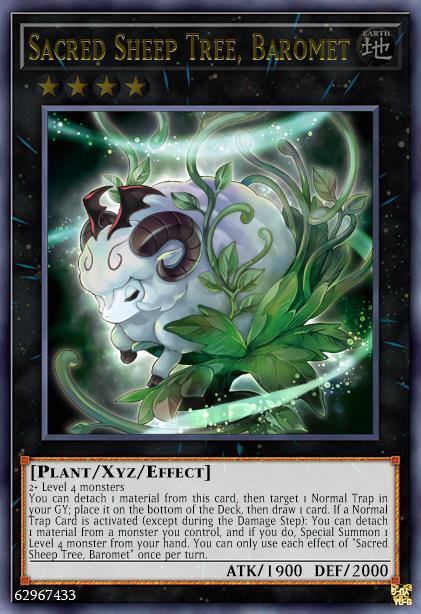 Sacred Sheep Tree, Baromet
EARTH
地
[Plant/Xyz/Effect]
2+ Level 4 monsters
You can detach 1 material from this card, then target 1 Normal Trap in
your GY; place it on the bottom of the Deck, then draw 1 card. If a Normal
Trap Card is activated (except during the Damage Step): You can detach
1 material from a monster you control, and if you do, Special Summon 1
Level 4 monster from your hand. You can only use each effect of "Sacred
Sheep Tree, Baromet" once per turn.
ATK/1900 DEF/2000
62967433